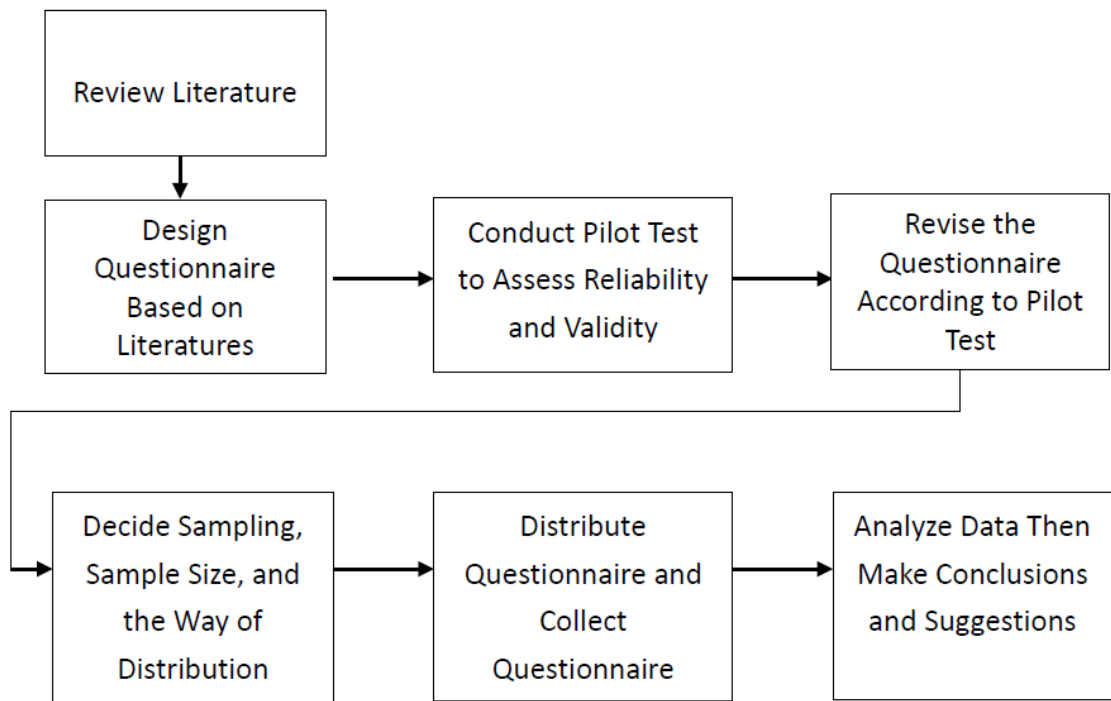 Review Literature
Design
Questionnaire
Based on
Literatures
Conduct Pilot Test
to Assess Reliability
and Validity
Revise the
Questionnaire
According to Pilot
Test
Decide Sampling,
Sample Size, and
the Way of
Distribution
Distribute
Questionnaire and
Collect
Questionnaire
Analyze Data Then
Make Conclusions
and Suggestions